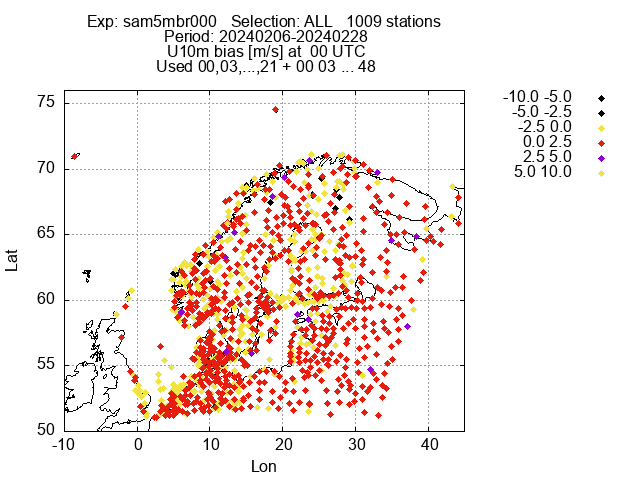 Exp: sam5mbr000   Selection: ALL   1009 stations
Period: 20240206-20240228
U10m bias [m/s] at  00 UTC
Used 00,03,...,21 + 00 03 ... 48
-10.0 -5.0
-5.0 -2.5
-2.5 0.0
0.0 2.5
2.5 5.0
5.0 10.0
75
70
65
60
55
50
Lat
-10 0 10 20 30 40
Lon